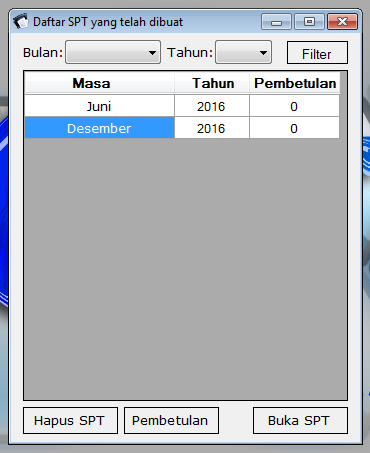 Daftar SPT yang telah dibuat
Bulan: Tahun: Filter
Masa Tahun Pembetulan
Juni 2016 0
Desember 2016 0
Hapus SPT Pembetulan Buka SPT